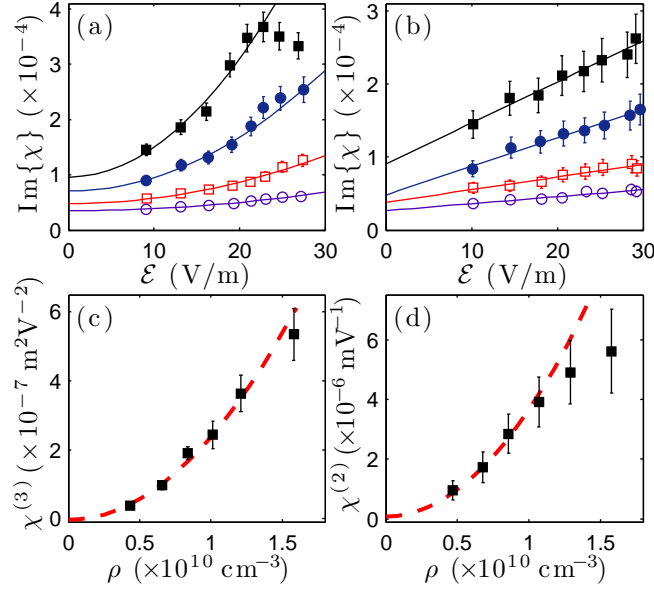 (a)
Im{χ} (×10⁻⁴)
4
3
2
1
0
0 10 20 30
ℰ (V/m)
(b)
Im{χ} (×10⁻⁴)
3
2
1
0
0 10 20 30
ℰ (V/m)
(c)
χ⁽³⁾ (×10⁻⁷ m²V⁻²)
6
4
2
0
0 0.5 1 1.5
ρ (×10¹⁰ cm⁻³)
(d)
χ⁽²⁾ (×10⁻⁶ mV⁻¹)
6
4
2
0
0 0.5 1 1.5
ρ (×10¹⁰ cm⁻³)